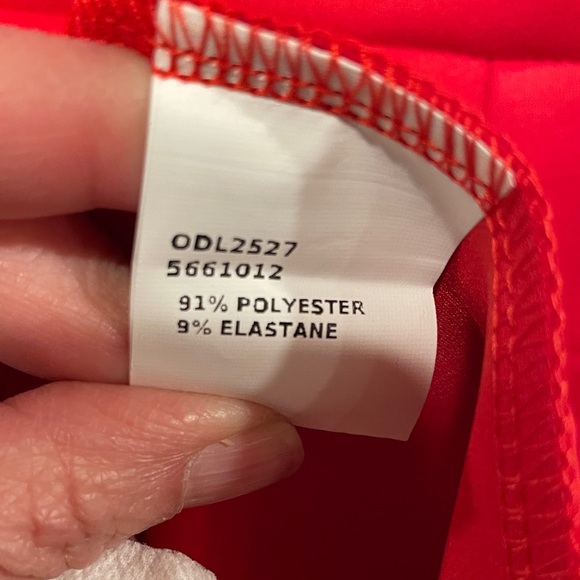 ODL2527
5661012
91% POLYESTER
9% ELASTANE